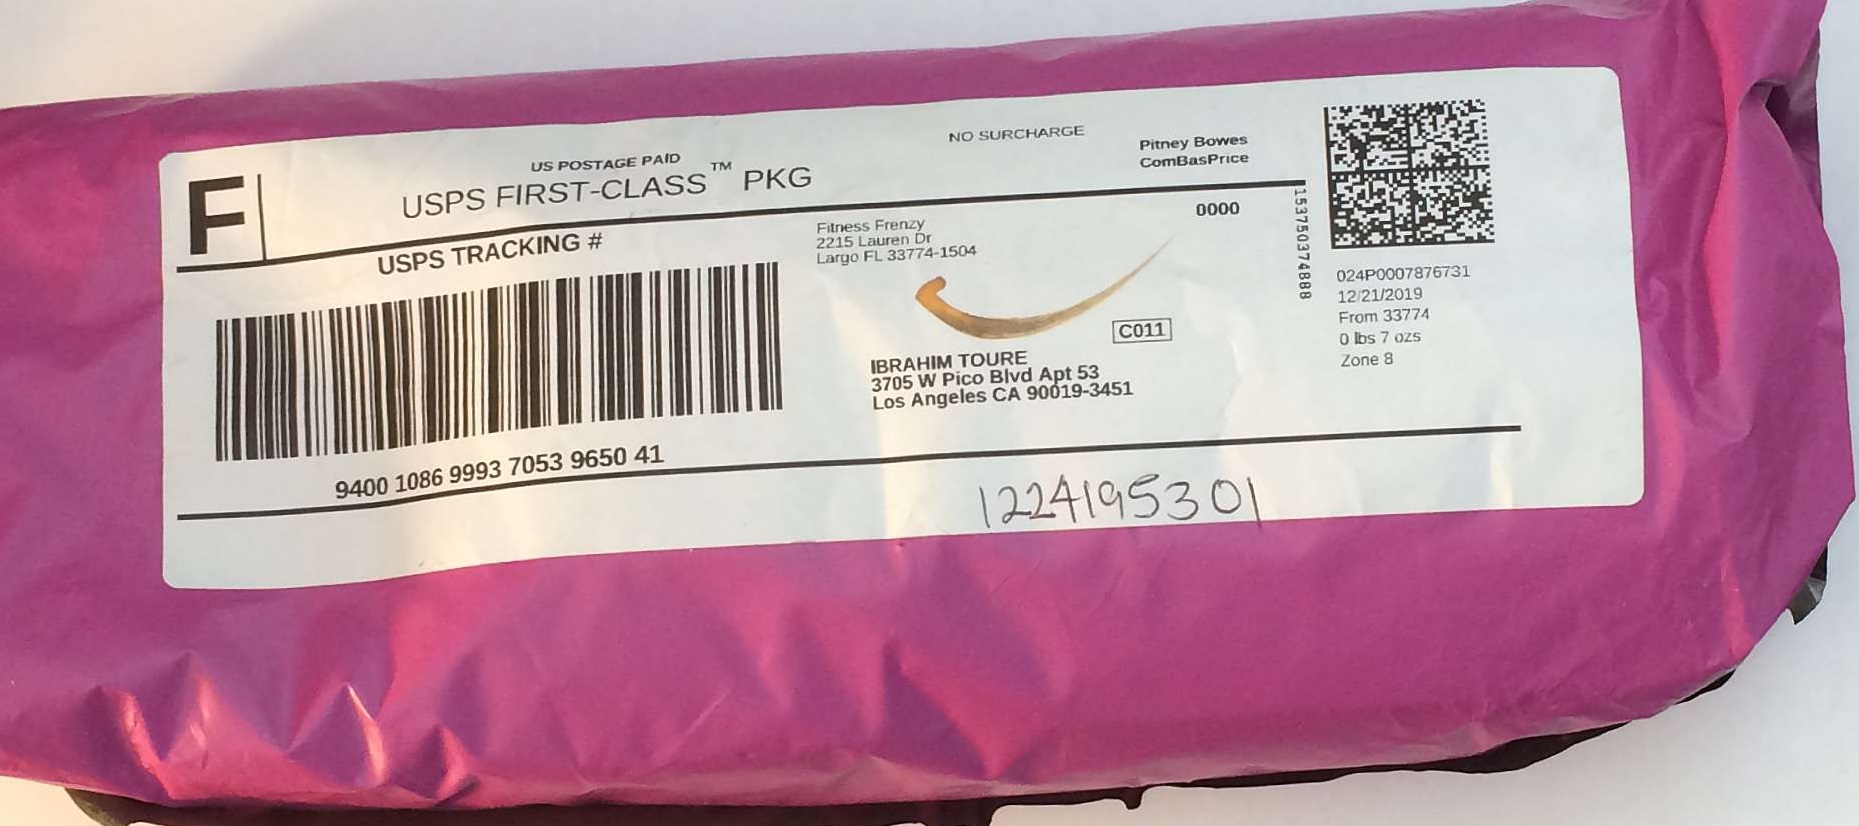 F
US POSTAGE PAID
USPS FIRST-CLASS™ PKG
NO SURCHARGE
Pitney Bowes
ComBasPrice
0000
USPS TRACKING #
9400 1086 9993 7053 9650 41
Fitness Frenzy
2215 Lauren Dr
Largo FL 33774-1504
C011
IBRAHIM TOURE
3705 W Pico Blvd Apt 53
Los Angeles CA 90019-3451
1153750374888
024P0007876731
12/21/2019
From 33774
0 lbs 7 ozs
Zone 8
1224195301